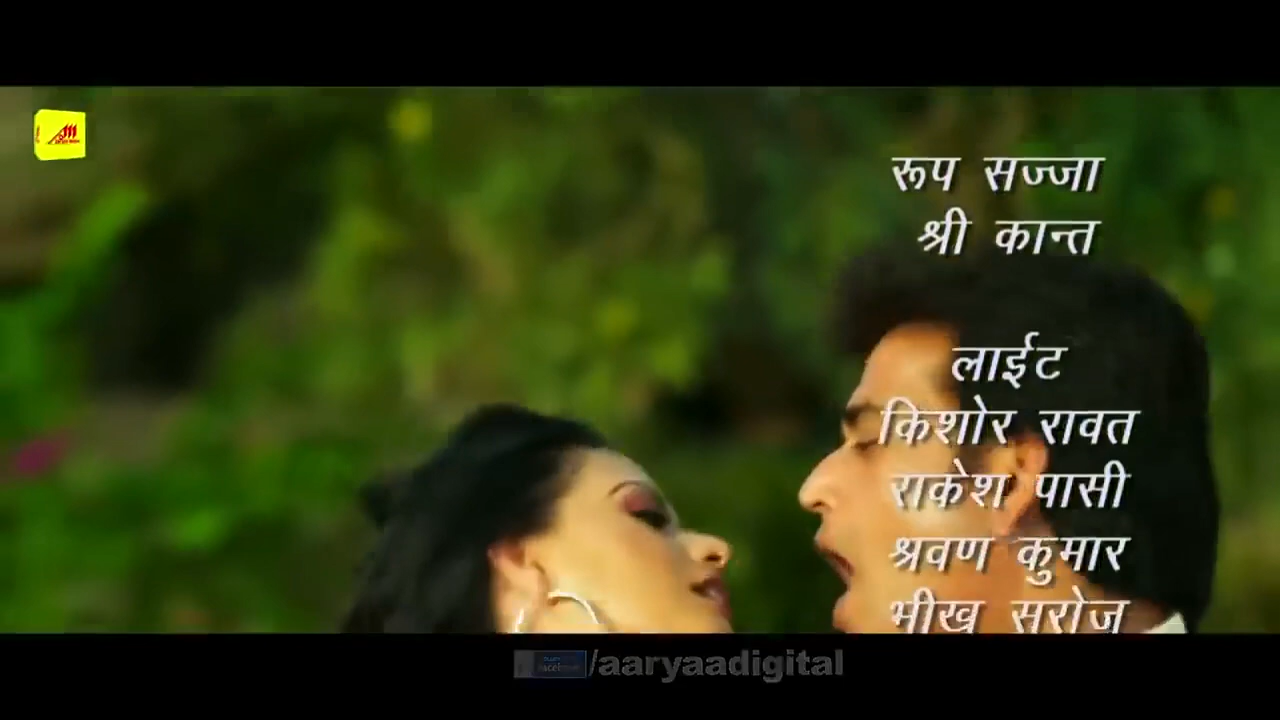 रूप सज्जा
श्री कान्त
लाईट
किशोर रावत
राकेश पासी
श्रवण कुमार
भीख सरोज
/aaryaadigital